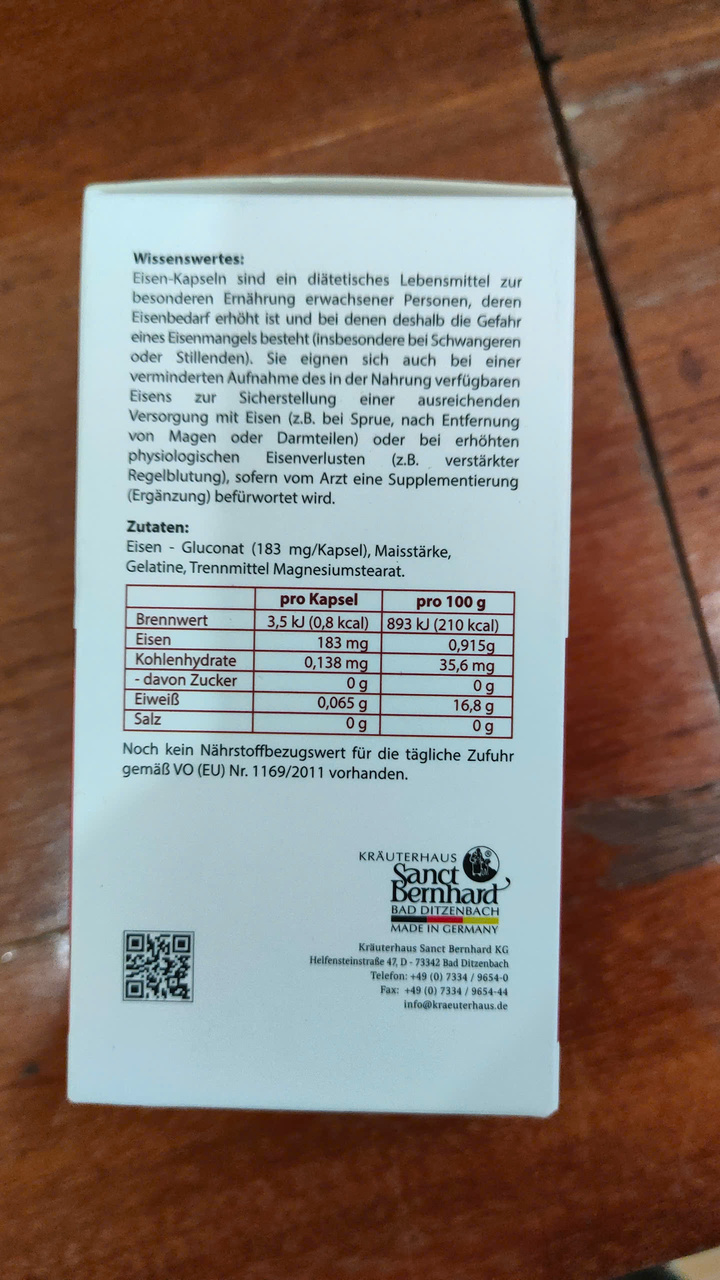 Wissenswertes:
Eisen-Kapseln sind ein diätetisches Lebensmittel zur
besonderen Ernährung erwachsener Personen, deren
Eisenbedarf erhöht ist und bei denen deshalb die Gefahr
eines Eisenmangels besteht (insbesondere bei Schwangeren
oder Stillenden). Sie eignen sich auch bei einer
verminderten Aufnahme des in der Nahrung verfügbaren
Eisens zur Sicherstellung einer ausreichenden
Versorgung mit Eisen (z.B. bei Sprue, nach Entfernung
von Magen oder Darmteilen) oder bei erhöhten
physiologischen Eisenverlusten (z.B. verstärkter
Regelblutung), sofern vom Arzt eine Supplementierung
(Ergänzung) befürwortet wird.
Zutaten:
Eisen - Gluconat (183 mg/Kapsel), Maisstärke,
Gelatine, Trennmittel Magnesiumstearat.
pro Kapsel pro 100 g
Brennwert 3,5 kJ (0,8 kcal) 893 kJ (210 kcal)
Eisen 183 mg 0,915g
Kohlenhydrate 0,138 mg 35,6 mg
- davon Zucker 0 g 0 g
Eiweiß 0,065 g 16,8 g
Salz 0 g 0 g
Noch kein Nährstoffbezugswert für die tägliche Zufuhr
gemäß VO (EU) Nr. 1169/2011 vorhanden.
KRÄUTERHAUS
Sanct
Bernhard
BAD DITZENBACH
MADE IN GERMANY
Kräuterhaus Sanct Bernhard KG
Helfensteinstraße 47, D - 73342 Bad Ditzenbach
Telefon: +49 (0) 7334 / 9654-0
Fax: +49 (0) 7334 / 9654-44
info@kraeuterhaus.de